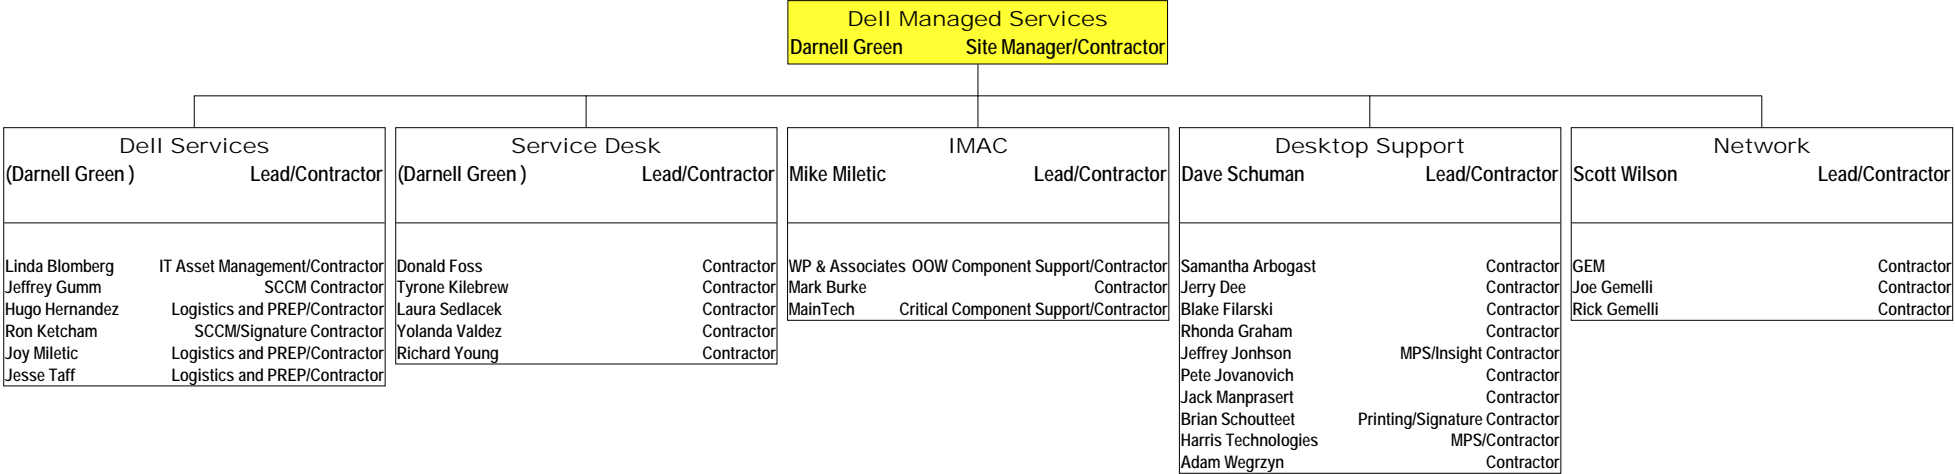 Dell Managed Services
Darnell Green Site Manager/Contractor
Dell Services
(Darnell Green ) Lead/Contractor
Linda Blomberg IT Asset Management/Contractor
Jeffrey Gumm SCCM Contractor
Hugo Hernandez Logistics and PREP/Contractor
Ron Ketcham SCCM/Signature Contractor
Joy Miletic Logistics and PREP/Contractor
Jesse Taff Logistics and PREP/Contractor
Service Desk
(Darnell Green ) Lead/Contractor
Donald Foss Contractor
Tyrone Kilebrew Contractor
Laura Sedlacek Contractor
Yolanda Valdez Contractor
Richard Young Contractor
IMAC
Mike Miletic Lead/Contractor
WP & Associates OOW Component Support/Contractor
Mark Burke Contractor
MainTech Critical Component Support/Contractor
Desktop Support
Dave Schuman Lead/Contractor
Samantha Arbogast Contractor
Jerry Dee Contractor
Blake Filarski Contractor
Rhonda Graham Contractor
Jeffrey Jonhson MPS/Insight Contractor
Pete Jovanovich Contractor
Jack Manprasert Contractor
Brian Schoutteet Printing/Signature Contractor
Harris Technologies MPS/Contractor
Adam Wegrzyn Contractor
Network
Scott Wilson Lead/Contractor
GEM Contractor
Joe Gemelli Contractor
Rick Gemelli Contractor